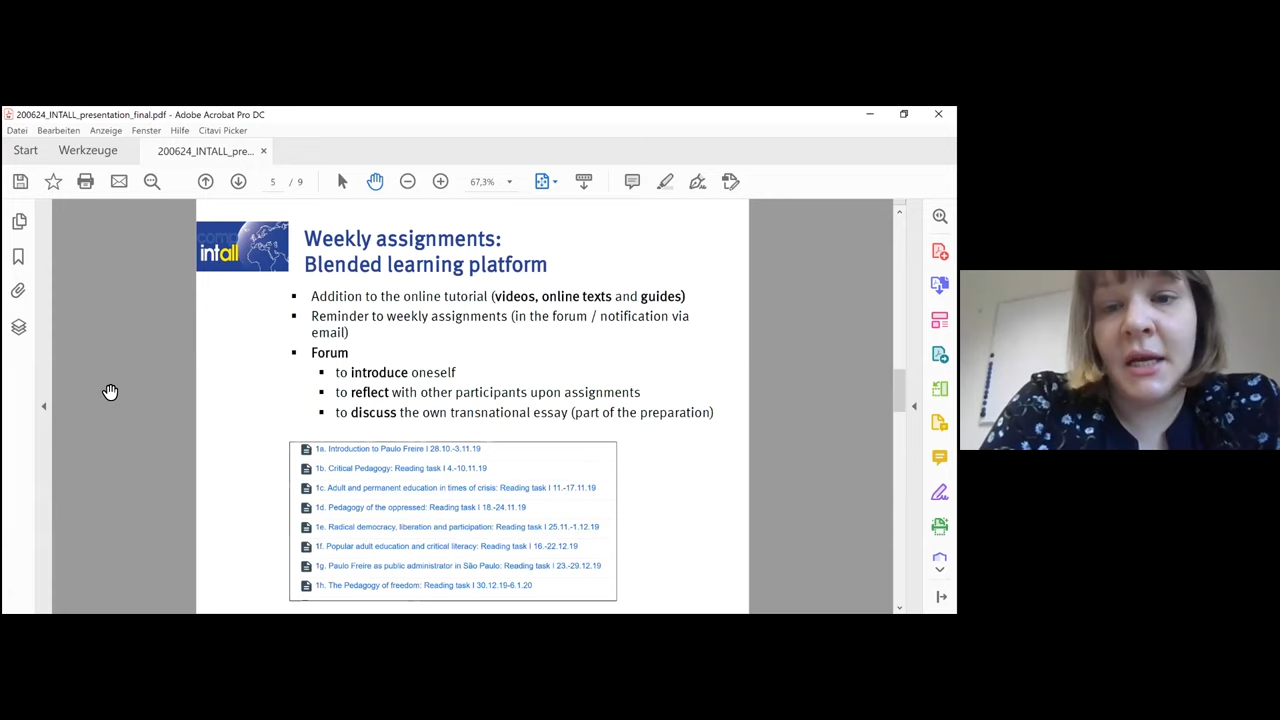 200624_INTALL_presentation_final.pdf - Adobe Acrobat Pro DC
Datei Bearbeiten Anzeige Fenster Hilfe Citavi Picker
Start Werkzeuge 200624_INTALL_pre... ×
5 / 9 67,3%
comp
intall
Weekly assignments:
Blended learning platform
▪ Addition to the online tutorial (videos, online texts and guides)
▪ Reminder to weekly assignments (in the forum / notification via
email)
▪ Forum
▪ to introduce oneself
▪ to reflect with other participants upon assignments
▪ to discuss the own transnational essay (part of the preparation)
1a. Introduction to Paulo Freire I 28.10.-3.11.19
1b. Critical Pedagogy: Reading task I 4.-10.11.19
1c. Adult and permanent education in times of crisis: Reading task I 11.-17.11.19
1d. Pedagogy of the oppressed: Reading task I 18.-24.11.19
1e. Radical democracy, liberation and participation: Reading task I 25.11.-1.12.19
1f. Popular adult education and critical literacy: Reading task I 16.-22.12.19
1g. Paulo Freire as public administrator in São Paulo: Reading task I 23.-29.12.19
1h. The Pedagogy of freedom: Reading task I 30.12.19-6.1.20